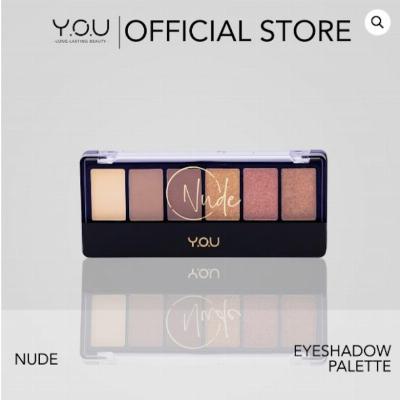 Y.O.U
LONG-LASTING BEAUTY
OFFICIAL STORE
Nude
Y.O.U
NUDE
EYESHADOW
PALETTE